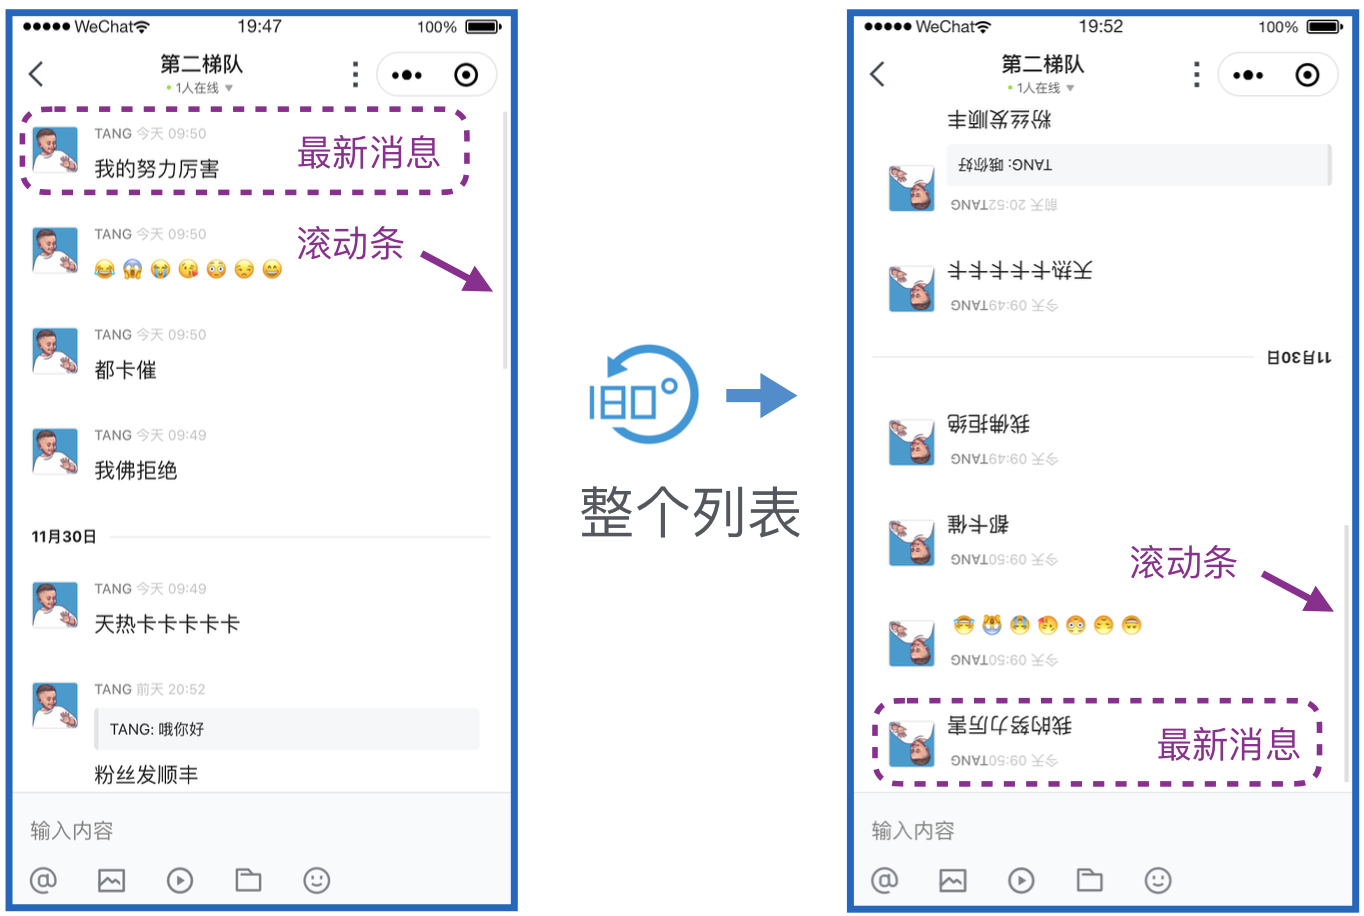 WeChat 19:47 100%
第二梯队
1人在线
TANG 今天 09:50
我的努力厉害
最新消息
TANG 今天 09:50
滚动条
TANG 今天 09:50
都卡催
TANG 今天 09:49
我佛拒绝
11月30日
TANG 今天 09:49
天热卡卡卡卡卡
TANG 前天 20:52
TANG: 哦你好
粉丝发顺丰
输入内容
@
180°
整个列表
WeChat 19:52 100%
第二梯队
1人在线
粉丝发顺丰
TANG: 哦你好
TANG 前天 20:52
天热卡卡卡卡卡
TANG 今天 09:49
11月30日
我佛拒绝
TANG 今天 09:49
都卡催
TANG 今天 09:50
滚动条
TANG 今天 09:50
我的努力厉害
最新消息
TANG 今天 09:50
输入内容
@